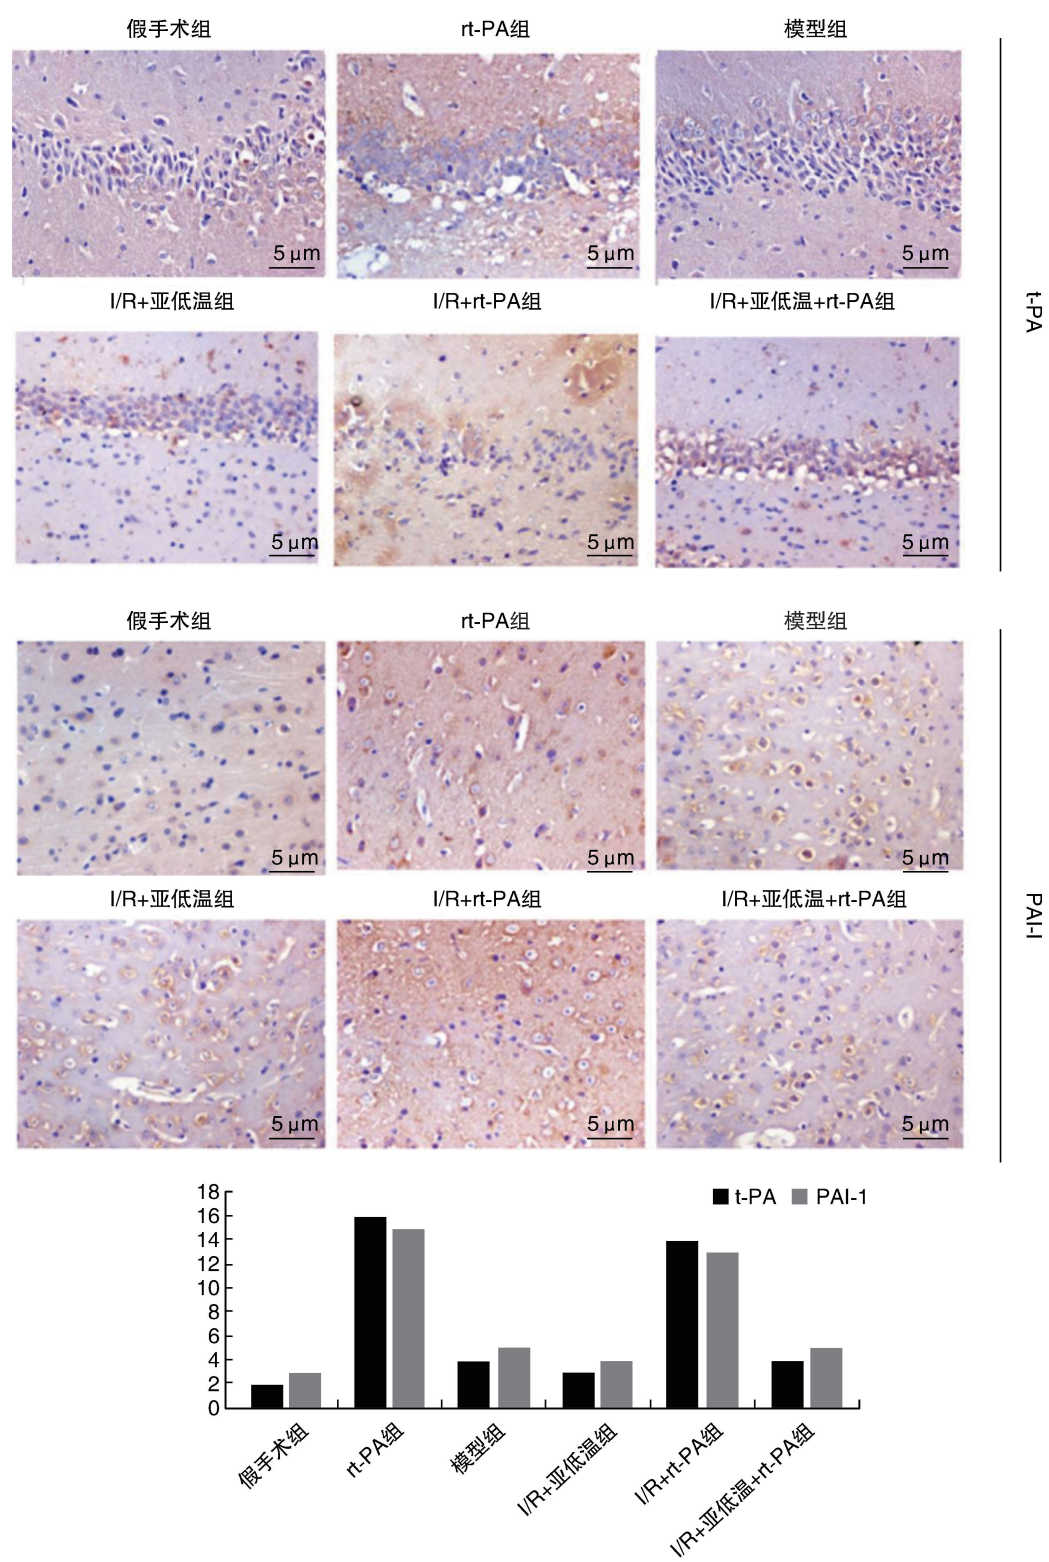 假手术组
rt-PA组
模型组
5 μm
5 μm
5 μm
I/R+亚低温组
I/R+rt-PA组
I/R+亚低温+rt-PA组
5 μm
5 μm
5 μm
t-PA
假手术组
rt-PA组
模型组
5 μm
5 μm
5 μm
I/R+亚低温组
I/R+rt-PA组
I/R+亚低温+rt-PA组
5 μm
5 μm
5 μm
PAI-I
t-PA
PAI-1
18
16
14
12
10
8
6
4
2
0
假手术组
rt-PA组
模型组
I/R+亚低温组
I/R+rt-PA组
I/R+亚低温+rt-PA组